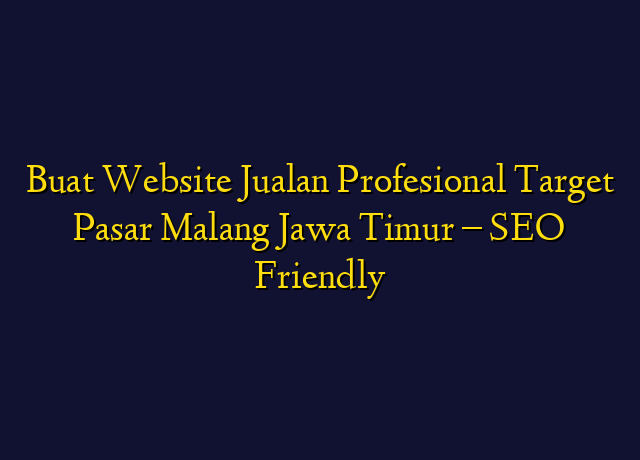 Buat Website Jualan Profesional Target
Pasar Malang Jawa Timur – SEO
Friendly